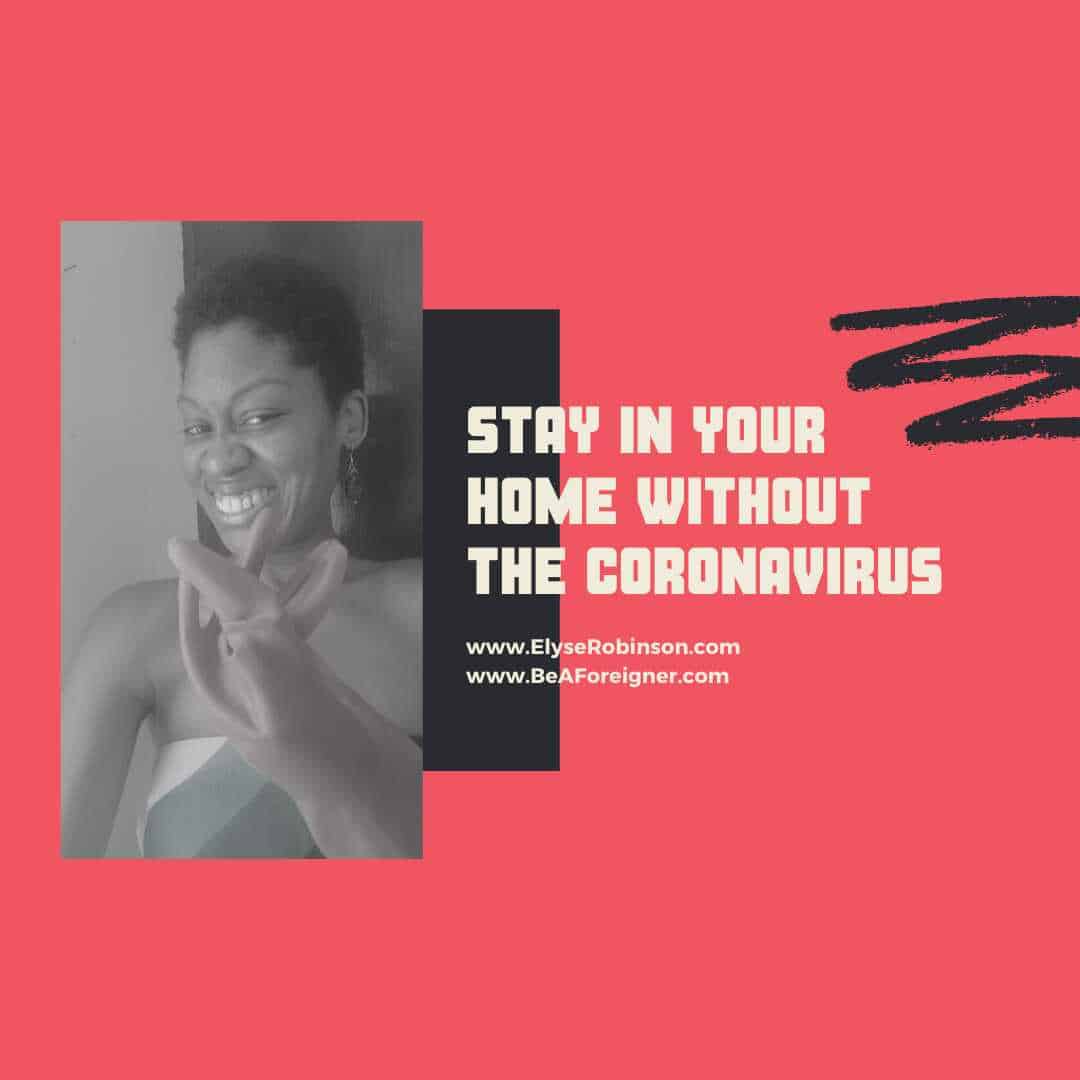 STAY IN YOUR
HOME WITHOUT
THE CORONAVIRUS
www.ElyseRobinson.com
www.BeAForeigner.com